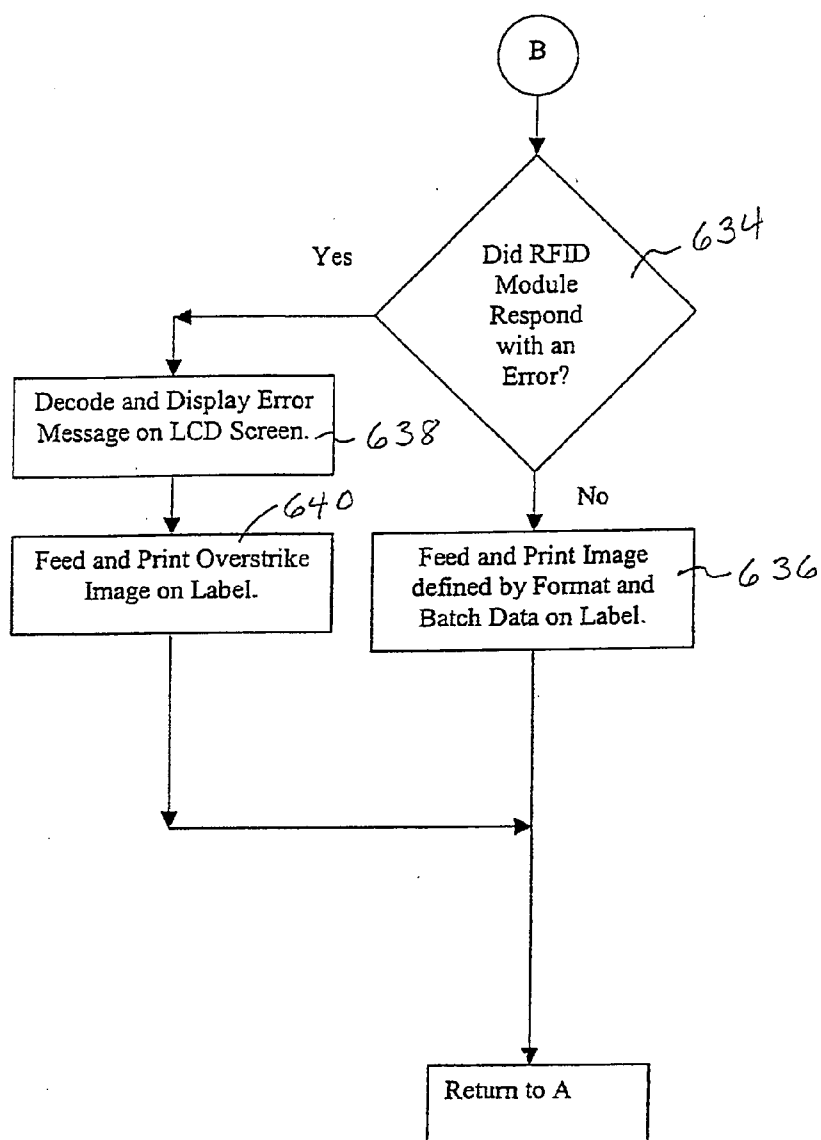 B
Did RFID
Module
Respond
with an
Error?
634
Yes
Decode and Display Error
Message on LCD Screen.
638
No
640
Feed and Print Overstrike
Image on Label.
Feed and Print Image
defined by Format and
Batch Data on Label.
636
Return to A